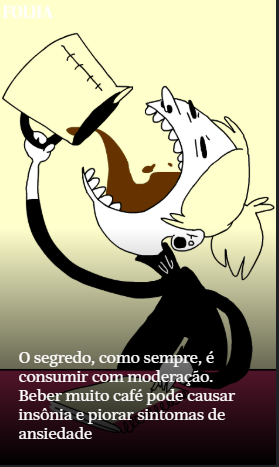 FOLHA
O segredo, como sempre, é
consumir com moderação.
Beber muito café pode causar
insônia e piorar sintomas de
ansiedade